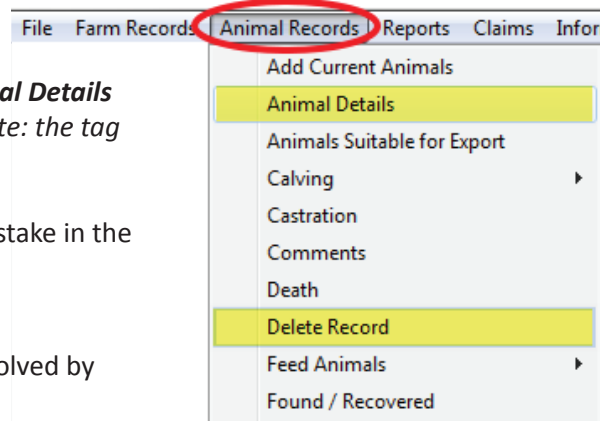 File Farm Records Animal Records Reports Claims
Add Current Animals
al Details
Animal Details
te: the tag
Animals Suitable for Export
Calving
Castration
stake in the
Comments
Death
Delete Record
olved by
Feed Animals
Found / Recovered